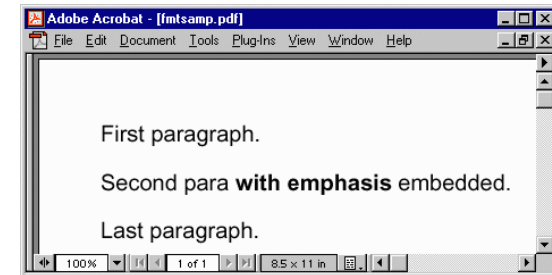 Adobe Acrobat - [fmtsamp.pdf]
File Edit Document Tools Plug-Ins View Window Help
First paragraph.
Second para with emphasis embedded.
Last paragraph.
100% 1 of 1 8.5 x 11 in